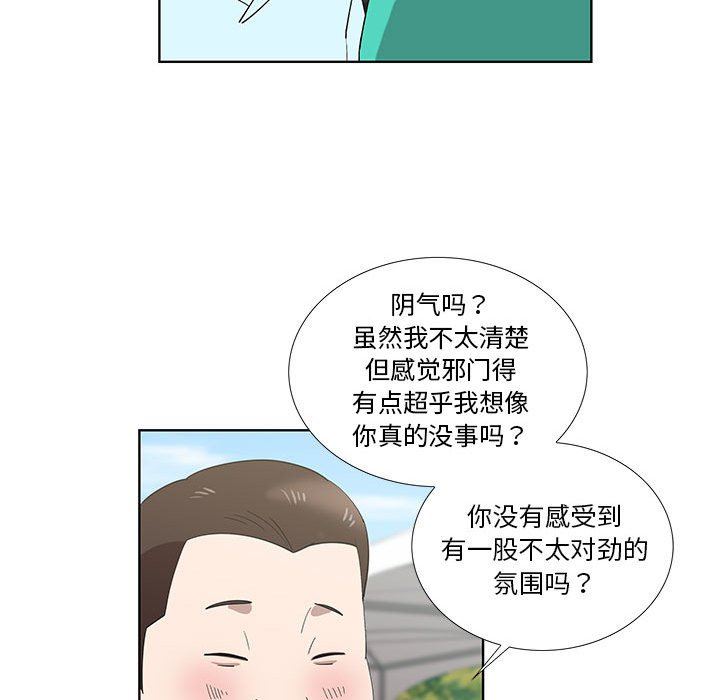 阴气吗？
虽然我不太清楚
但感觉邪门得
有点超乎我想像
你真的没事吗？
你没有感受到
有一股不太对劲的
氛围吗？